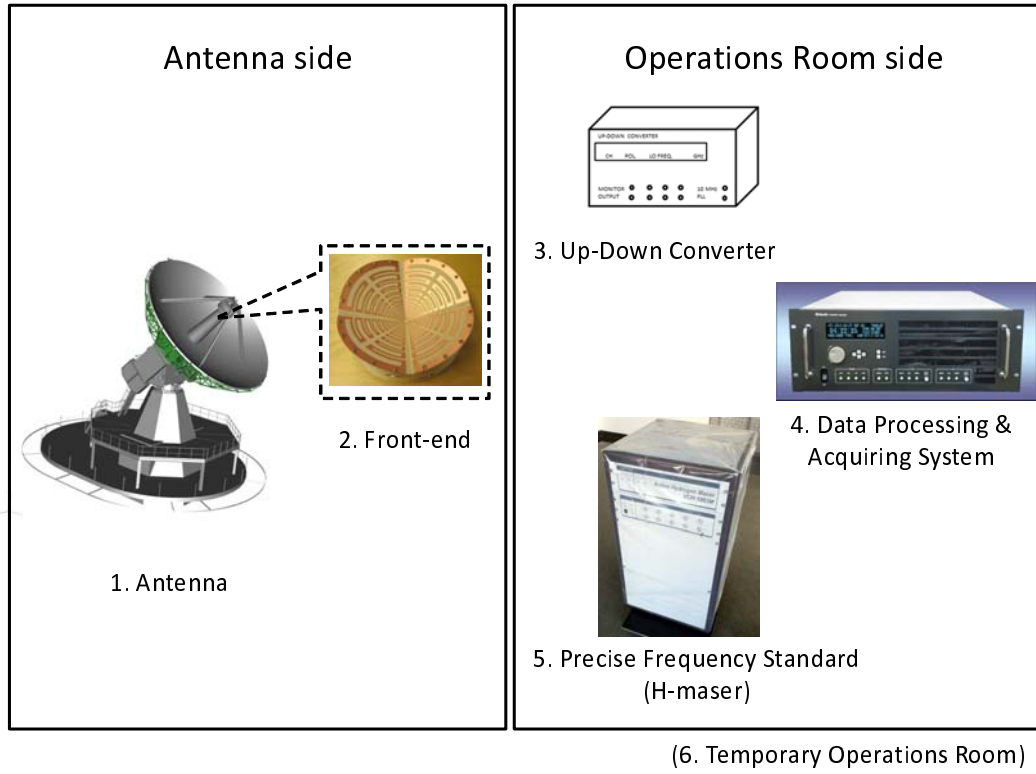 Antenna side
Operations Room side
UP-DOWN CONVERTER
CH POL. LO FREQ. GHz
MONITOR 10 MHz
OUTPUT PLL
3. Up-Down Converter
2. Front-end
4. Data Processing &
Acquiring System
Active Hydrogen Maser
1. Antenna
5. Precise Frequency Standard
(H-maser)
(6. Temporary Operations Room)